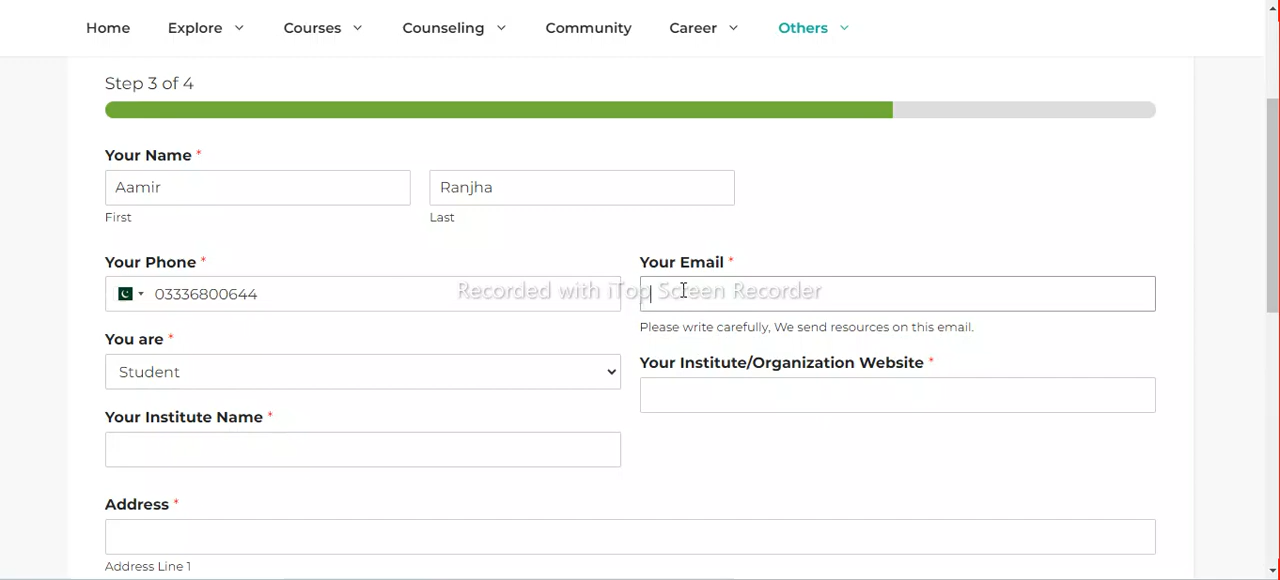 Home Explore Courses Counseling Community Career Others
Step 3 of 4
Your Name *
Aamir Ranjha
First Last
Your Phone * Your Email *
03336800644
Recorded with iTop Screen Recorder
Please write carefully, We send resources on this email.
You are *
Student
Your Institute/Organization Website *
Your Institute Name *
Address *
Address Line 1